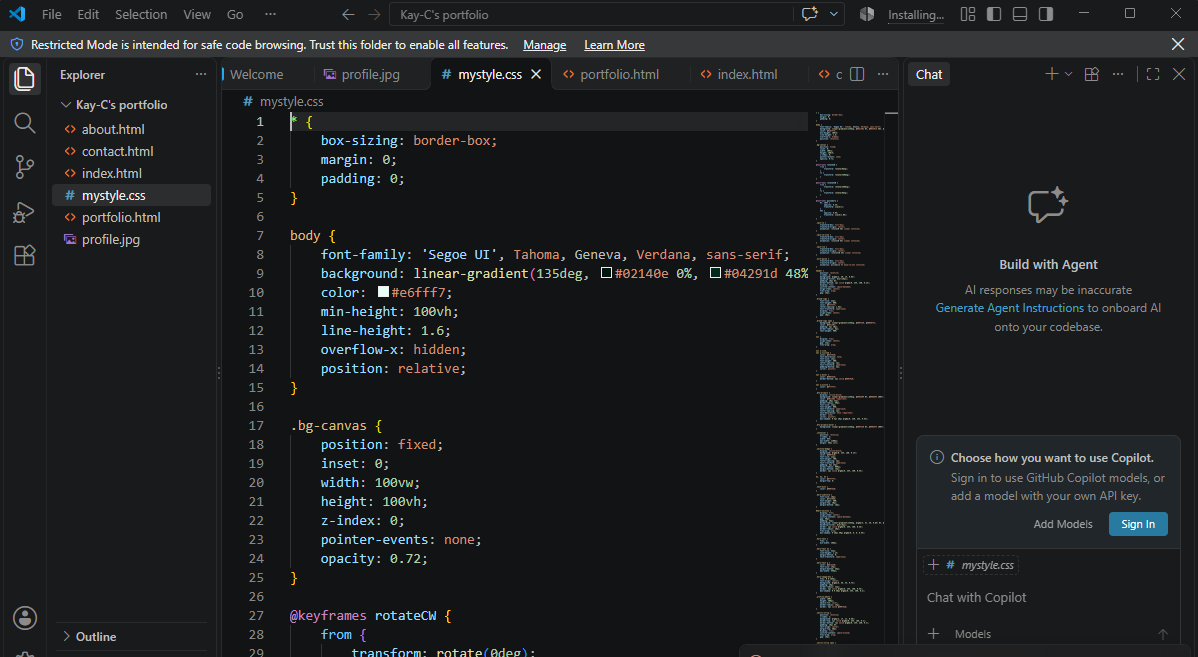 File Edit Selection View Go ··· Kay-C's portfolio Installing...
Restricted Mode is intended for safe code browsing. Trust this folder to enable all features. Manage Learn More
Explorer ···
Kay-C's portfolio
<> about.html
<> contact.html
<> index.html
# mystyle.css
<> portfolio.html
profile.jpg
Outline
Welcome profile.jpg # mystyle.css <> portfolio.html <> index.html <> c ···
# mystyle.css
1 * {
2 box-sizing: border-box;
3 margin: 0;
4 padding: 0;
5 }
6
7 body {
8 font-family: 'Segoe UI', Tahoma, Geneva, Verdana, sans-serif;
9 background: linear-gradient(135deg, #02140e 0%, #04291d 48%
10 color: #e6fff7;
11 min-height: 100vh;
12 line-height: 1.6;
13 overflow-x: hidden;
14 position: relative;
15 }
16
17 .bg-canvas {
18 position: fixed;
19 inset: 0;
20 width: 100vw;
21 height: 100vh;
22 z-index: 0;
23 pointer-events: none;
24 opacity: 0.72;
25 }
26
27 @keyframes rotateCW {
28 from {
29 transform: rotate(0deg);
Chat ···
Build with Agent
AI responses may be inaccurate
Generate Agent Instructions to onboard AI
onto your codebase.
Choose how you want to use Copilot.
Sign in to use GitHub Copilot models, or
add a model with your own API key.
Add Models Sign In
+ # mystyle.css
Chat with Copilot
+ Models